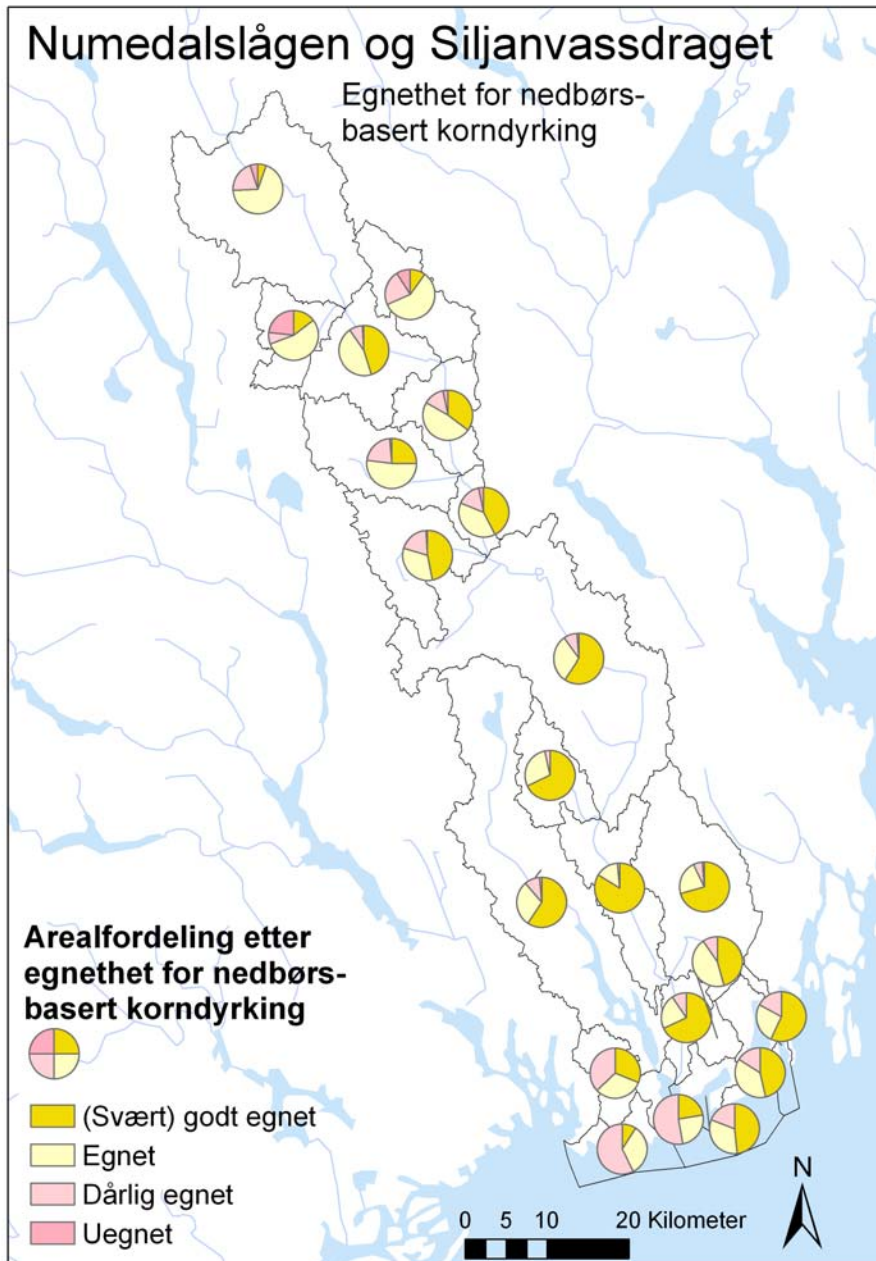 Numedalslågen og Siljanvassdraget
Egnethet for nedbørs-
basert korndyrking
Arealfordeling etter
egnethet for nedbørs-
basert korndyrking
(Svært) godt egnet
Egnet
Dårlig egnet
Uegnet
N
0 5 10 20 Kilometer